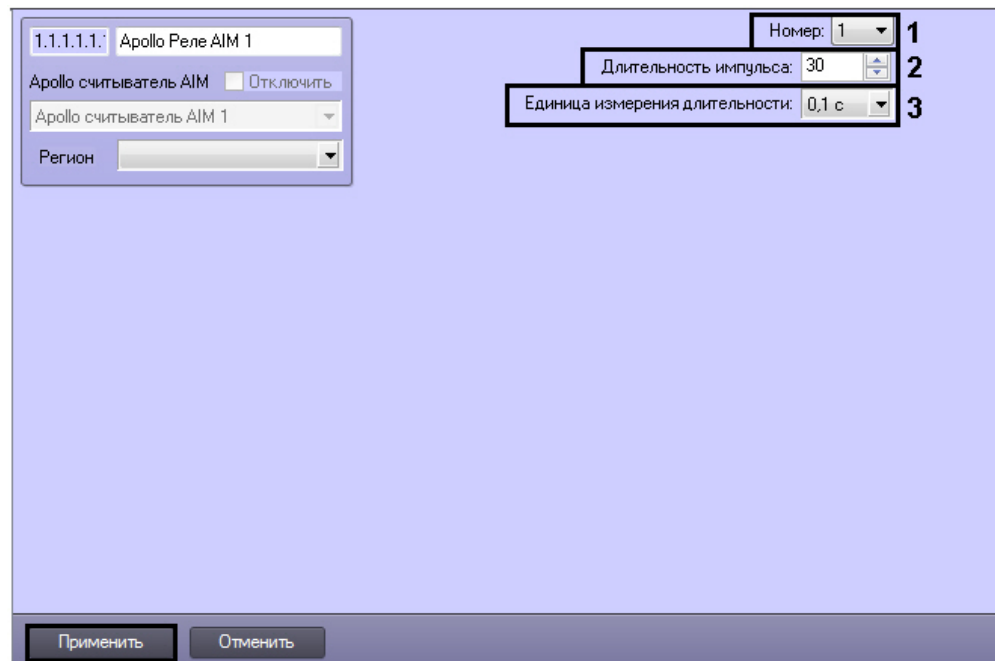 1.1.1.1.1. Apollo Реле AIM 1
Apollo считыватель AIM Отключить
Apollo считыватель AIM 1
Регион
Номер: 1 1
Длительность импульса: 30 2
Единица измерения длительности: 0,1 с 3
Применить Отменить